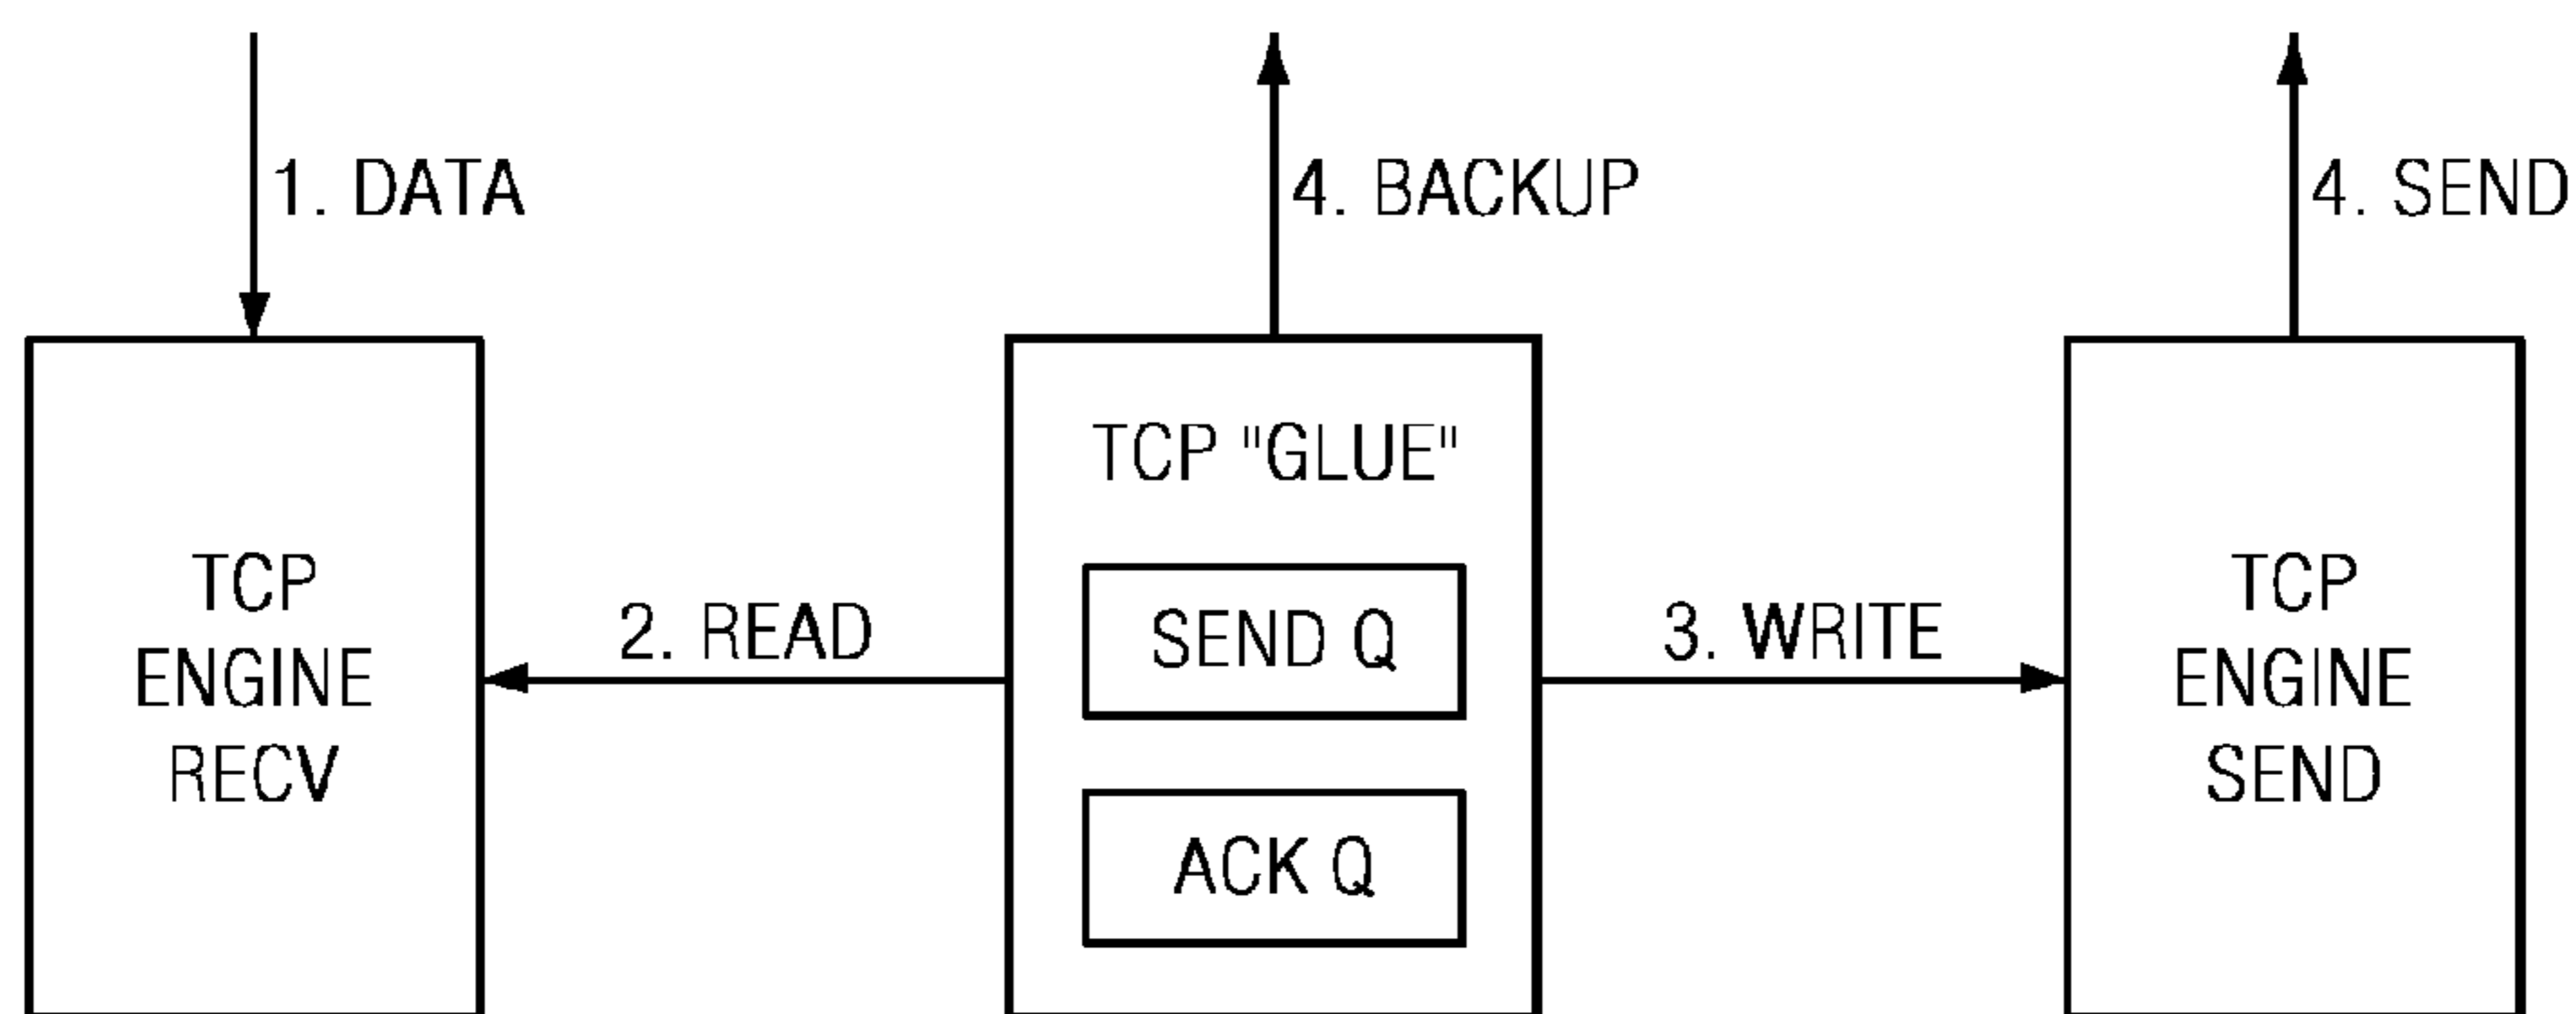 1. DATA
4. BACKUP
4. SEND
TCP "GLUE"
TCP
ENGINE
RECV
2. READ
SEND Q
3. WRITE
TCP
ENGINE
SEND
ACK Q